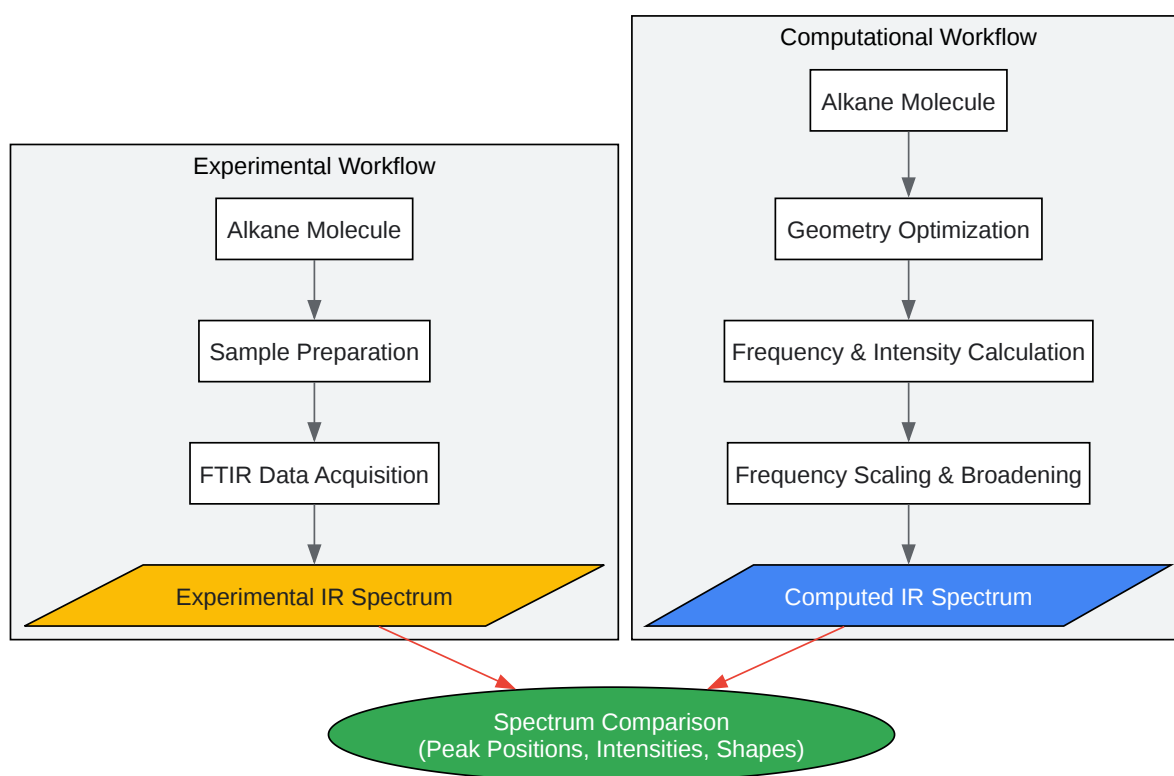 Experimental Workflow
Alkane Molecule
Sample Preparation
FTIR Data Acquisition
Experimental IR Spectrum
Computational Workflow
Alkane Molecule
Geometry Optimization
Frequency & Intensity Calculation
Frequency Scaling & Broadening
Computed IR Spectrum
Spectrum Comparison
(Peak Positions, Intensities, Shapes)